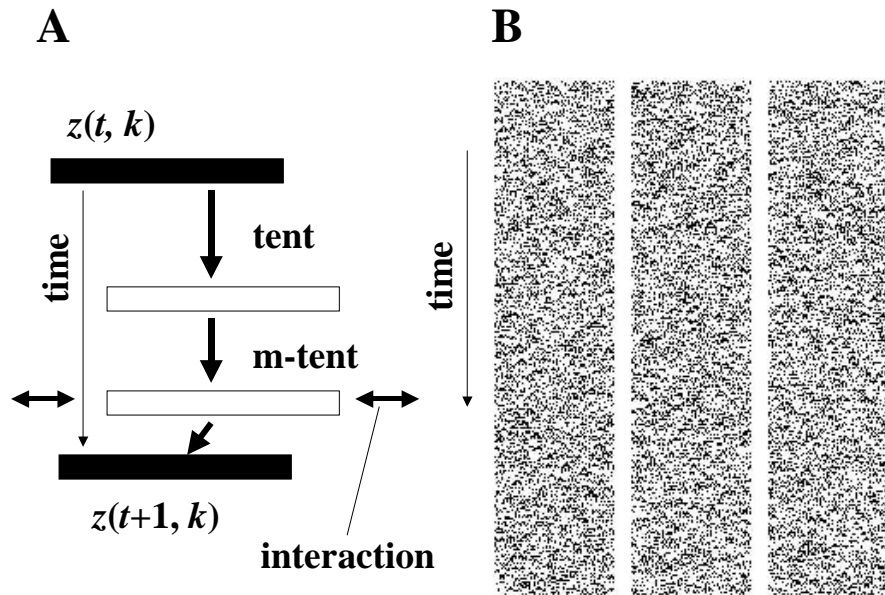 A
B
z(t, k)
time
tent
m-tent
z(t+1, k)
interaction
time